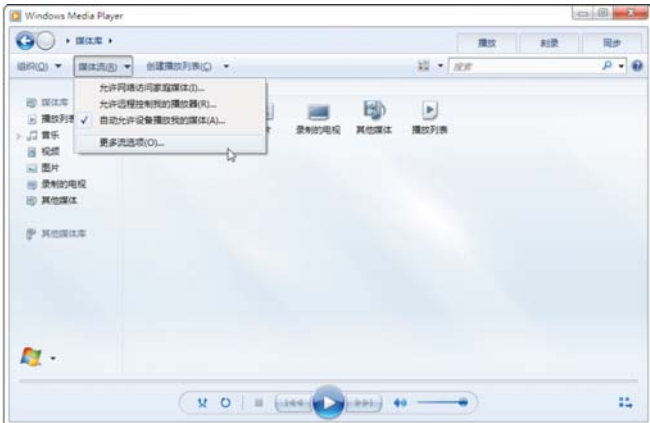 Windows Media Player
媒体库
播放 刻录 同步
组织(O) 媒体流(R) 创建播放列表(C) 搜索
允许网络访问家庭媒体(I)...
允许远程控制我的播放器(R)...
自动允许设备播放我的媒体(A)...
更多流选项(O)...
媒体库
播放列表
音乐
视频
图片
录制的电视
其他媒体
其他媒体库
录制的电视 其他媒体 播放列表